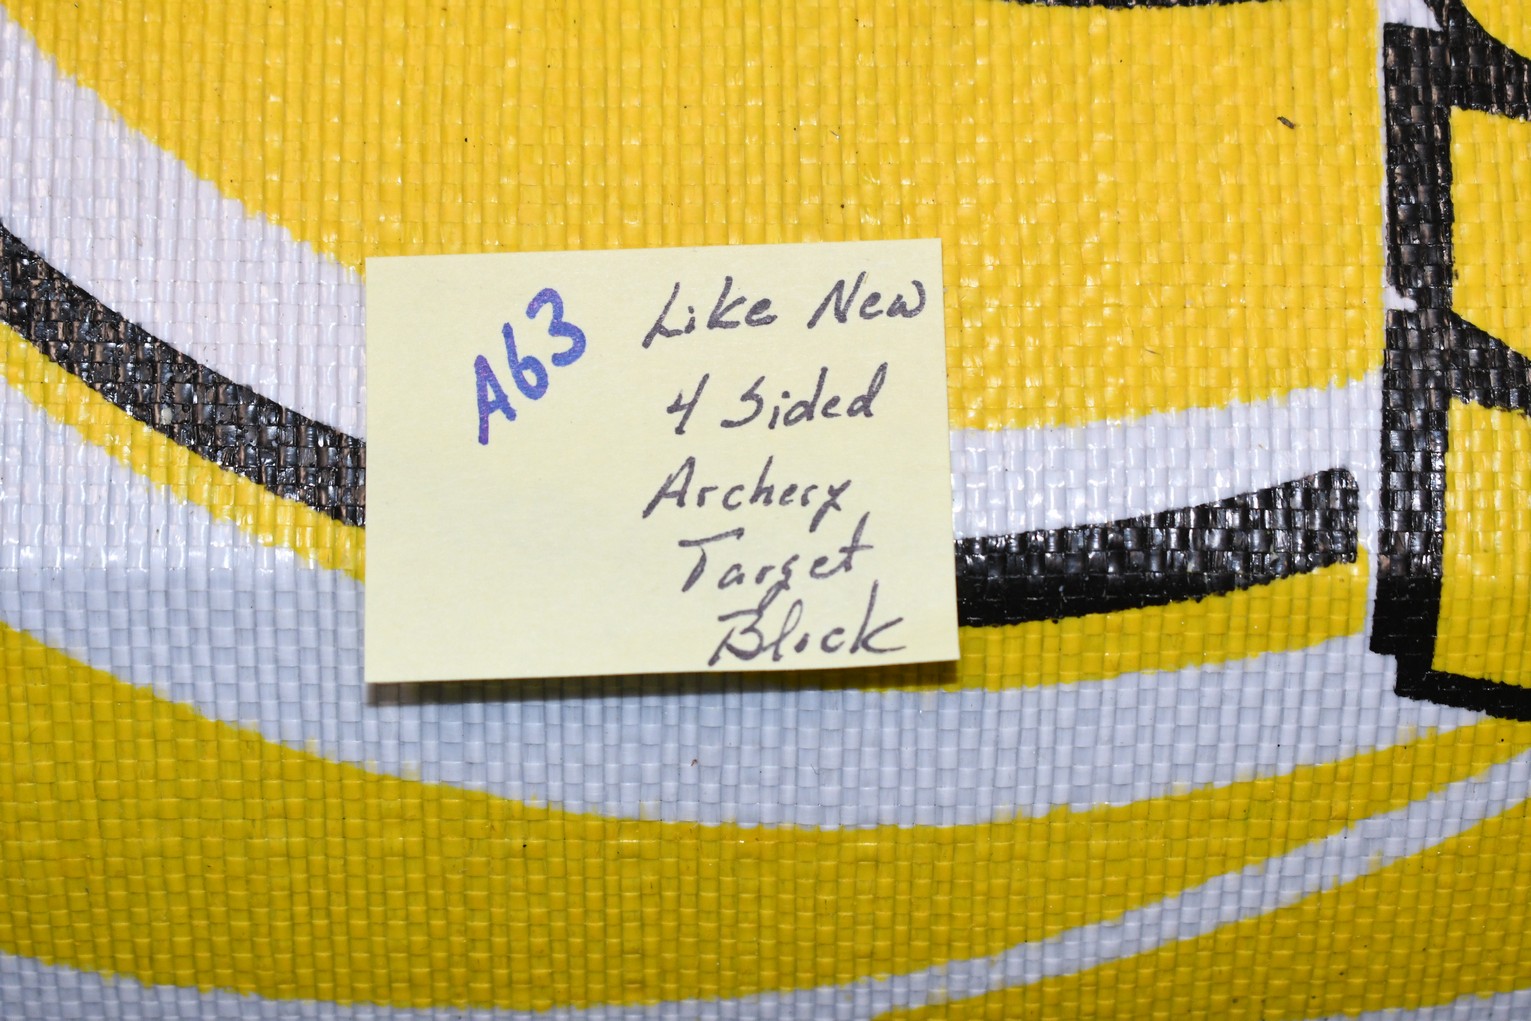 A63
Like New
4 Sided
Archery
Target
Block